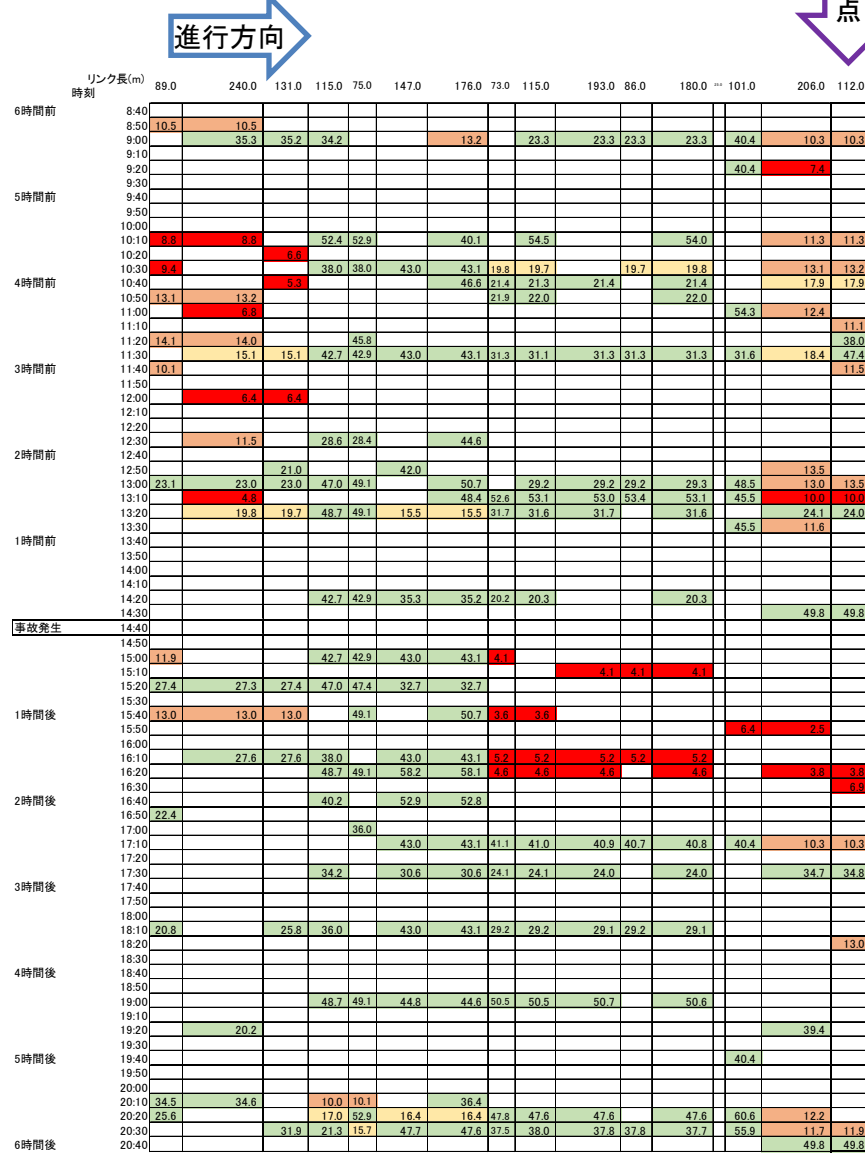 点
進行方向
リンク長(m) 89.0 240.0 131.0 115.0 75.0 147.0 176.0 73.0 115.0 193.0 86.0 180.0 101.0 206.0 112.0
時刻
6時間前 8:40
8:50 10.5 10.5
9:00 35.3 35.2 34.2 13.2 23.3 23.3 23.3 23.3 40.4 10.3 10.3
9:10
9:20 40.4 7.4
9:30
5時間前 9:40
9:50
10:00
10:10 8.8 8.8 52.4 52.9 40.1 54.5 54.0 11.3 11.3
10:20 6.6
10:30 9.4 38.0 38.0 43.0 43.1 19.8 19.7 19.7 19.8 13.1 13.2
4時間前 10:40 5.3 46.6 21.4 21.3 21.4 21.4 17.9 17.9
10:50 13.1 13.2 21.9 22.0 22.0
11:00 6.8 54.3 12.4
11:10 11.1
11:20 14.1 14.0 45.8 38.0
11:30 15.1 15.1 42.7 42.9 43.0 43.1 31.3 31.1 31.3 31.3 31.3 31.6 18.4 47.4
3時間前 11:40 10.1 11.5
11:50
12:00 6.4 6.4
12:10
12:20
12:30 11.5 28.6 28.4 44.6
2時間前 12:40
12:50 21.0 42.0 13.5
13:00 23.1 23.0 23.0 47.0 49.1 50.7 29.2 29.2 29.2 29.3 48.5 13.0 13.5
13:10 4.8 48.4 52.6 53.1 53.0 53.4 53.1 45.5 10.0 10.0
13:20 19.8 19.7 48.7 49.1 15.5 15.5 31.7 31.6 31.7 31.6 24.1 24.0
13:30 45.5 11.6
1時間前 13:40
13:50
14:00
14:10
14:20 42.7 42.9 35.3 35.2 20.2 20.3 20.3
14:30 49.8 49.8
事故発生 14:40
14:50
15:00 11.9 42.7 42.9 43.0 43.1 4.1
15:10 4.1 4.1 4.1
15:20 27.4 27.3 27.4 47.0 47.4 32.7 32.7
15:30
1時間後 15:40 13.0 13.0 13.0 49.1 50.7 3.6 3.6
15:50 6.4 2.5
16:00
16:10 27.6 27.6 38.0 43.0 43.1 5.2 5.2 5.2 5.2 5.2
16:20 48.7 49.1 58.2 58.1 4.6 4.6 4.6 4.6 3.8 3.8
16:30 6.9
2時間後 16:40 40.2 52.9 52.8
16:50 22.4
17:00 36.0
17:10 43.0 43.1 41.1 41.0 40.9 40.7 40.8 40.4 10.3 10.3
17:20
17:30 34.2 30.6 30.6 24.1 24.1 24.0 24.0 34.7 34.8
3時間後 17:40
17:50
18:00
18:10 20.8 25.8 36.0 43.0 43.1 29.2 29.2 29.1 29.2 29.1
18:20 13.0
18:30
4時間後 18:40
18:50
19:00 48.7 49.1 44.8 44.6 50.5 50.5 50.7 50.6
19:10
19:20 20.2 39.4
19:30
5時間後 19:40 40.4
19:50
20:00
20:10 34.5 34.6 10.0 10.1 36.4
20:20 25.6 17.0 52.9 16.4 16.4 47.8 47.6 47.6 47.6 60.6 12.2
20:30 31.9 21.3 15.7 47.7 47.6 37.5 38.0 37.8 37.8 37.7 55.9 11.7 11.9
6時間後 20:40 49.8 49.8